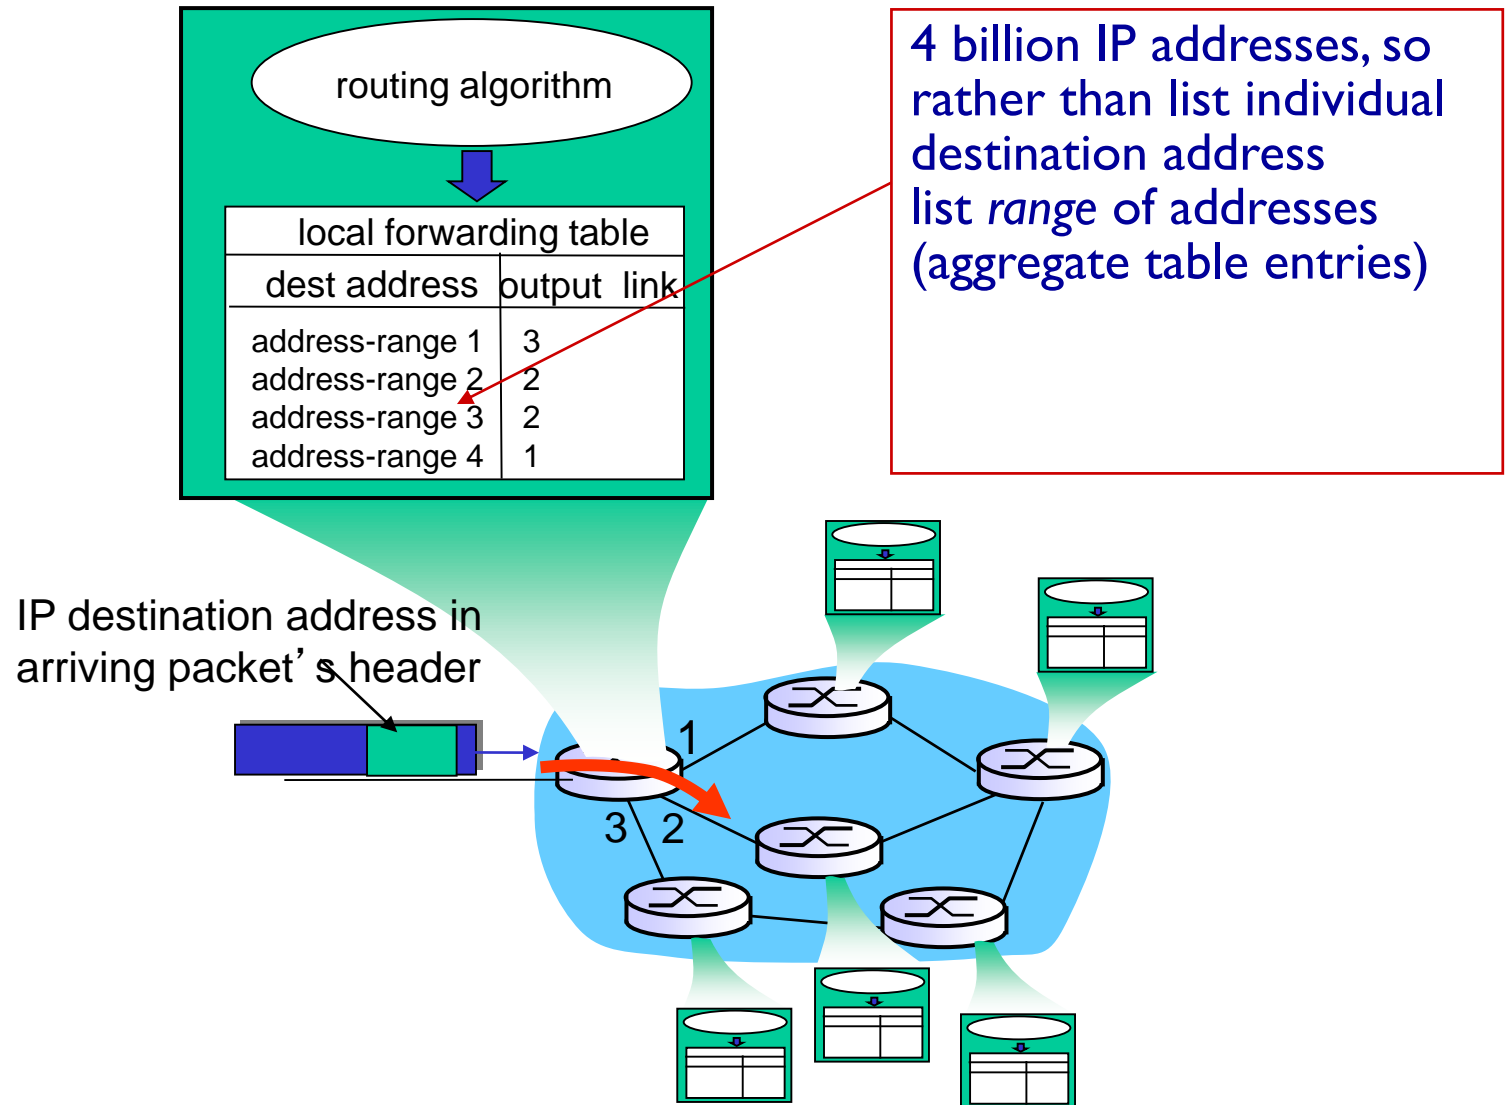 routing algorithm
local forwarding table
dest address output link
address-range 1 3
address-range 2 2
address-range 3 2
address-range 4 1
4 billion IP addresses, so
rather than list individual
destination address
list range of addresses
(aggregate table entries)
IP destination address in
arriving packet’s header
1
3 2